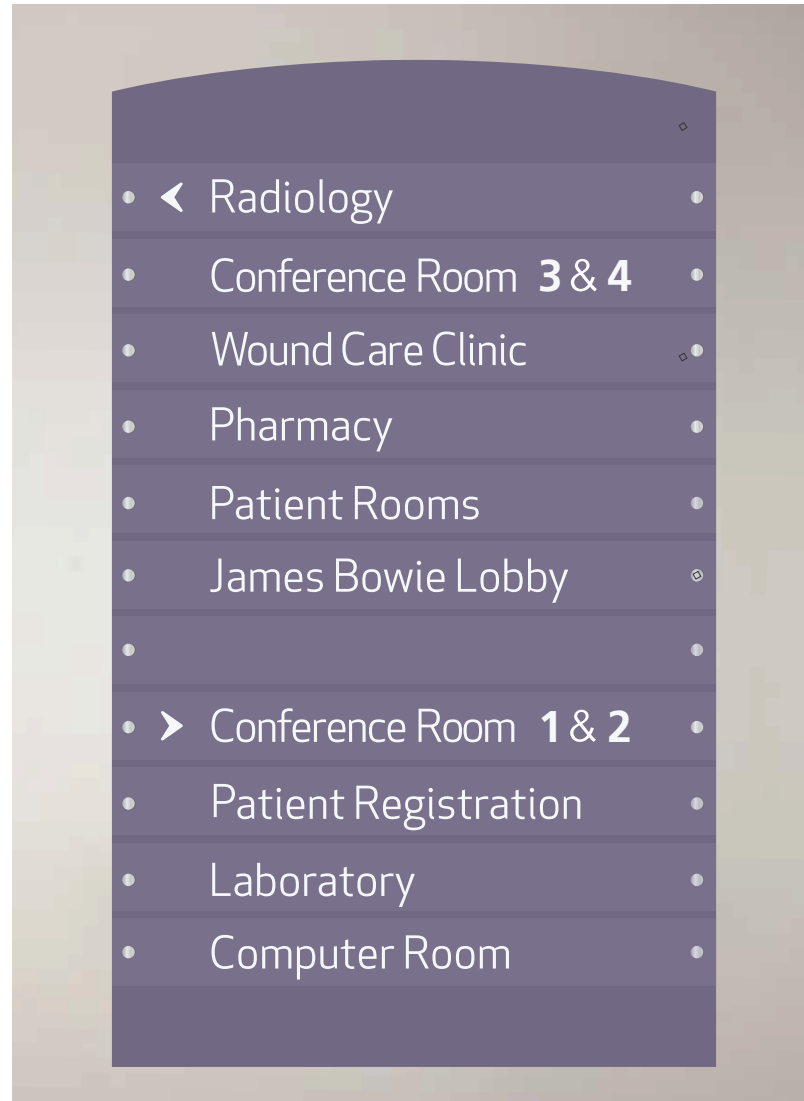 Radiology
Conference Room 3 & 4
Wound Care Clinic
Pharmacy
Patient Rooms
James Bowie Lobby
Conference Room 1 & 2
Patient Registration
Laboratory
Computer Room